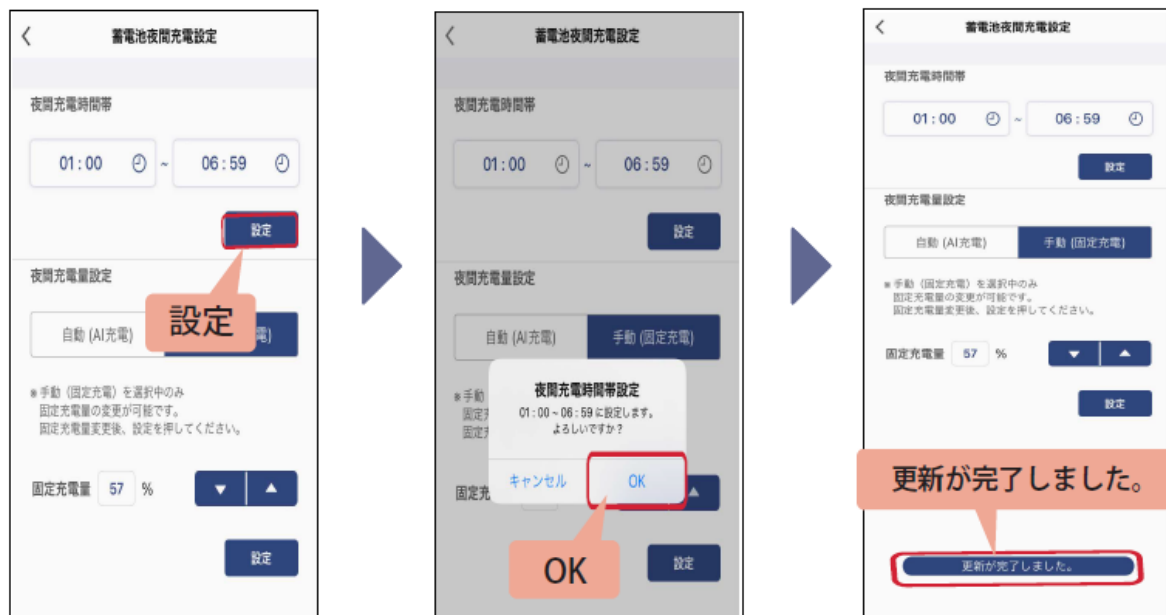 蓄電池夜間充電設定
夜間充電時間帯
01 : 00 ~ 06 : 59
設定
夜間充電量設定
設定
自動 (AI充電)
電)
※手動（固定充電）を選択中のみ
固定充電量の変更が可能です。
固定充電量変更後、設定を押してください。
固定充電量 57 %
▼ ▲
設定
蓄電池夜間充電設定
夜間充電時間帯
01 : 00 ~ 06 : 59
設定
夜間充電量設定
自動 (AI充電) 手動 (固定充電)
※手動
固定
固定
夜間充電時間帯設定
01 : 00 ~ 06 : 59 に設定します。
よろしいですか？
キャンセル OK
固定充
▲
OK
設定
蓄電池夜間充電設定
夜間充電時間帯
01 : 00 ~ 06 : 59
設定
夜間充電量設定
自動 (AI充電) 手動 (固定充電)
※手動（固定充電）を選択中のみ
固定充電量の変更が可能です。
固定充電量変更後、設定を押してください。
固定充電量 57 %
▼ ▲
設定
更新が完了しました。
更新が完了しました。